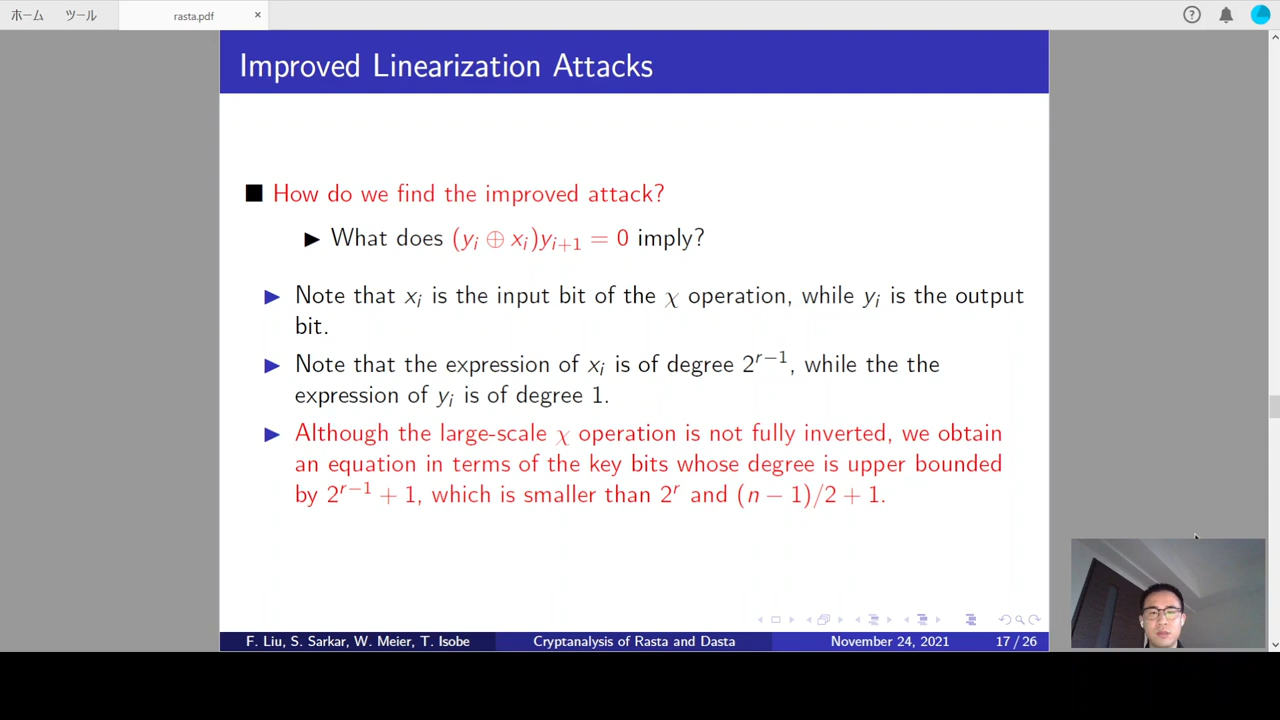 ホーム ツール rasta.pdf ×
Improved Linearization Attacks
How do we find the improved attack?
What does (yᵢ ⊕ xᵢ)yᵢ₊₁ = 0 imply?
Note that xᵢ is the input bit of the χ operation, while yᵢ is the output
bit.
Note that the expression of xᵢ is of degree 2ʳ⁻¹, while the the
expression of yᵢ is of degree 1.
Although the large-scale χ operation is not fully inverted, we obtain
an equation in terms of the key bits whose degree is upper bounded
by 2ʳ⁻¹ + 1, which is smaller than 2ʳ and (n − 1)/2 + 1.
F. Liu, S. Sarkar, W. Meier, T. Isobe Cryptanalysis of Rasta and Dasta November 24, 2021 17 / 26